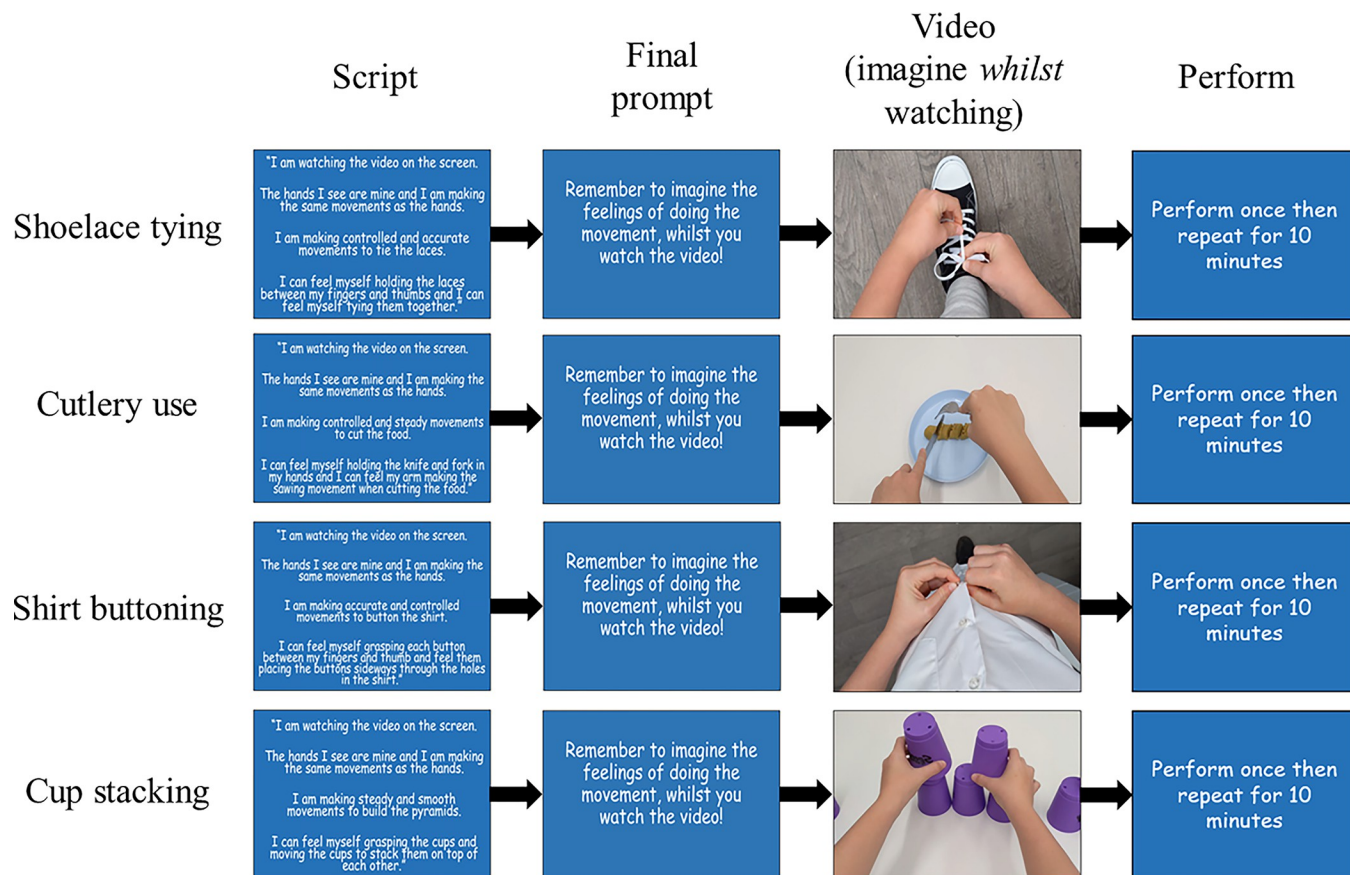 Script
Final
prompt
Video
(imagine whilst
watching)
Perform
Shoelace tying
"I am watching the video on the screen.
The hands I see are mine and I am making
the same movements as the hands.
I am making controlled and accurate
movements to tie the laces.
I can feel myself holding the laces
between my fingers and thumbs and I can
feel myself tying them together."
Remember to imagine the
feelings of doing the
movement, whilst you
watch the video!
Perform once then
repeat for 10
minutes
Cutlery use
"I am watching the video on the screen.
The hands I see are mine and I am making the
same movements as the hands.
I am making controlled and steady movements
to cut the food.
I can feel myself holding the knife and fork in
my hands and I can feel my arm making the
sawing movement when cutting the food."
Remember to imagine the
feelings of doing the
movement, whilst you
watch the video!
Perform once then
repeat for 10
minutes
Shirt buttoning
"I am watching the video on the screen.
The hands I see are mine and I am making the
same movements as the hands.
I am making accurate and controlled
movements to button the shirt.
I can feel myself grasping each button
between my fingers and thumb and feel them
placing the buttons sideways through the holes
in the shirt."
Remember to imagine the
feelings of doing the
movement, whilst you
watch the video!
Perform once then
repeat for 10
minutes
Cup stacking
"I am watching the video on the screen.
The hands I see are mine and I am making
the same movements as the hands.
I am making steady and smooth
movements to build the pyramids.
I can feel myself grasping the cups and
moving the cups to stack them on top of
each other."
Remember to imagine the
feelings of doing the
movement, whilst you
watch the video!
Perform once then
repeat for 10
minutes